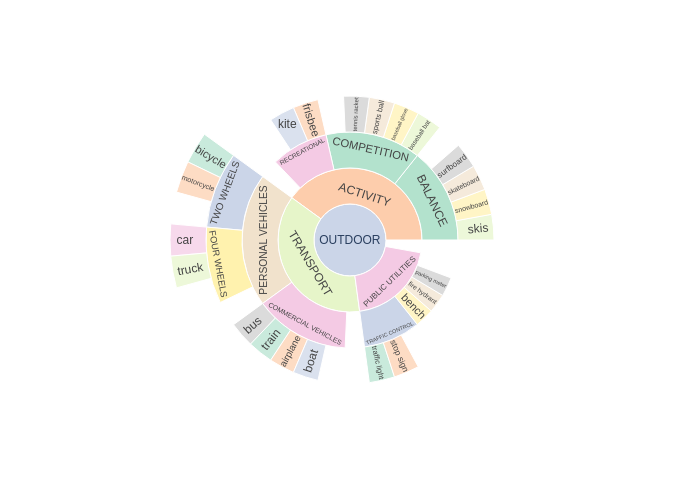 OUTDOOR
ACTIVITY
TRANSPORT
PUBLIC UTILITIES
RECREATIONAL
COMPETITION
BALANCE
PERSONAL VEHICLES
COMMERCIAL VEHICLES
TRAFFIC CONTROL
TWO WHEELS
FOUR WHEELS
kite
frisbee
tennis racket
sports ball
baseball glove
baseball bat
surfboard
skateboard
snowboard
skis
bicycle
motorcycle
car
truck
bus
train
airplane
boat
traffic light
stop sign
bench
fire hydrant
parking meter